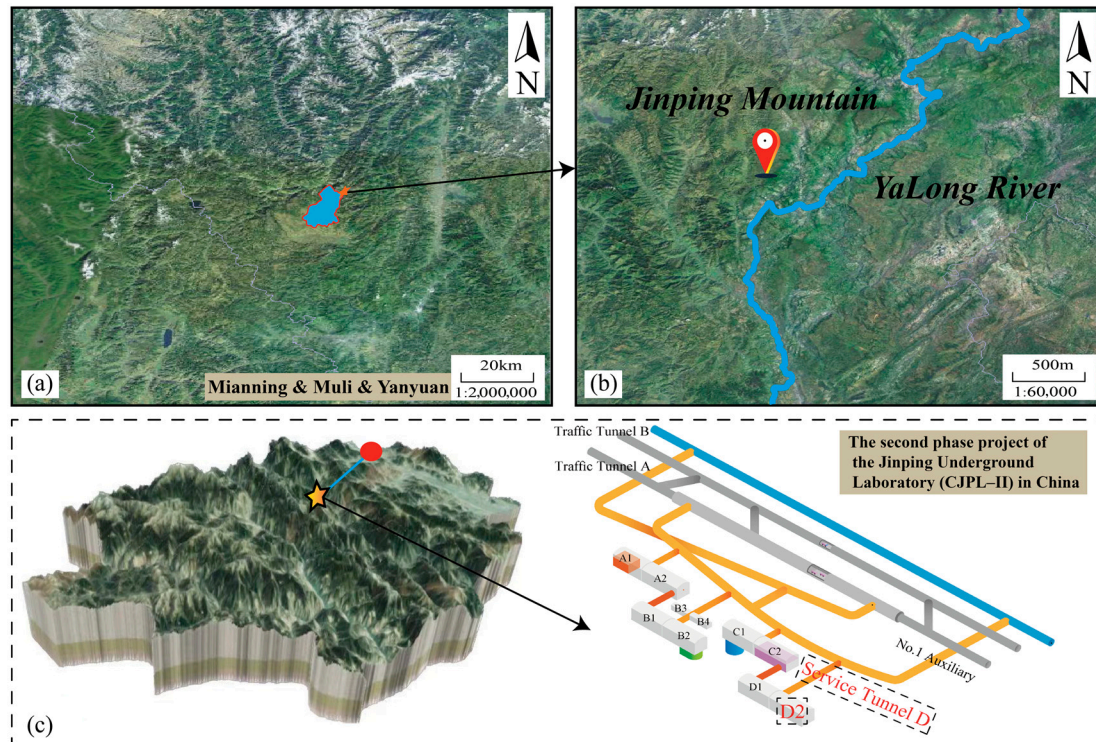 N
(a)
Mianning & Muli & Yanyuan
20km
1:2,000,000
N
Jinping Mountain
YaLong River
(b)
500m
1:60,000
(c)
Traffic Tunnel B
Traffic Tunnel A
The second phase project of
the Jinping Underground
Laboratory (CJPL–II) in China
A1
A2
B1
B2
B3
B4
C1
C2
D1
D2
No.1 Auxiliary
Service Tunnel D